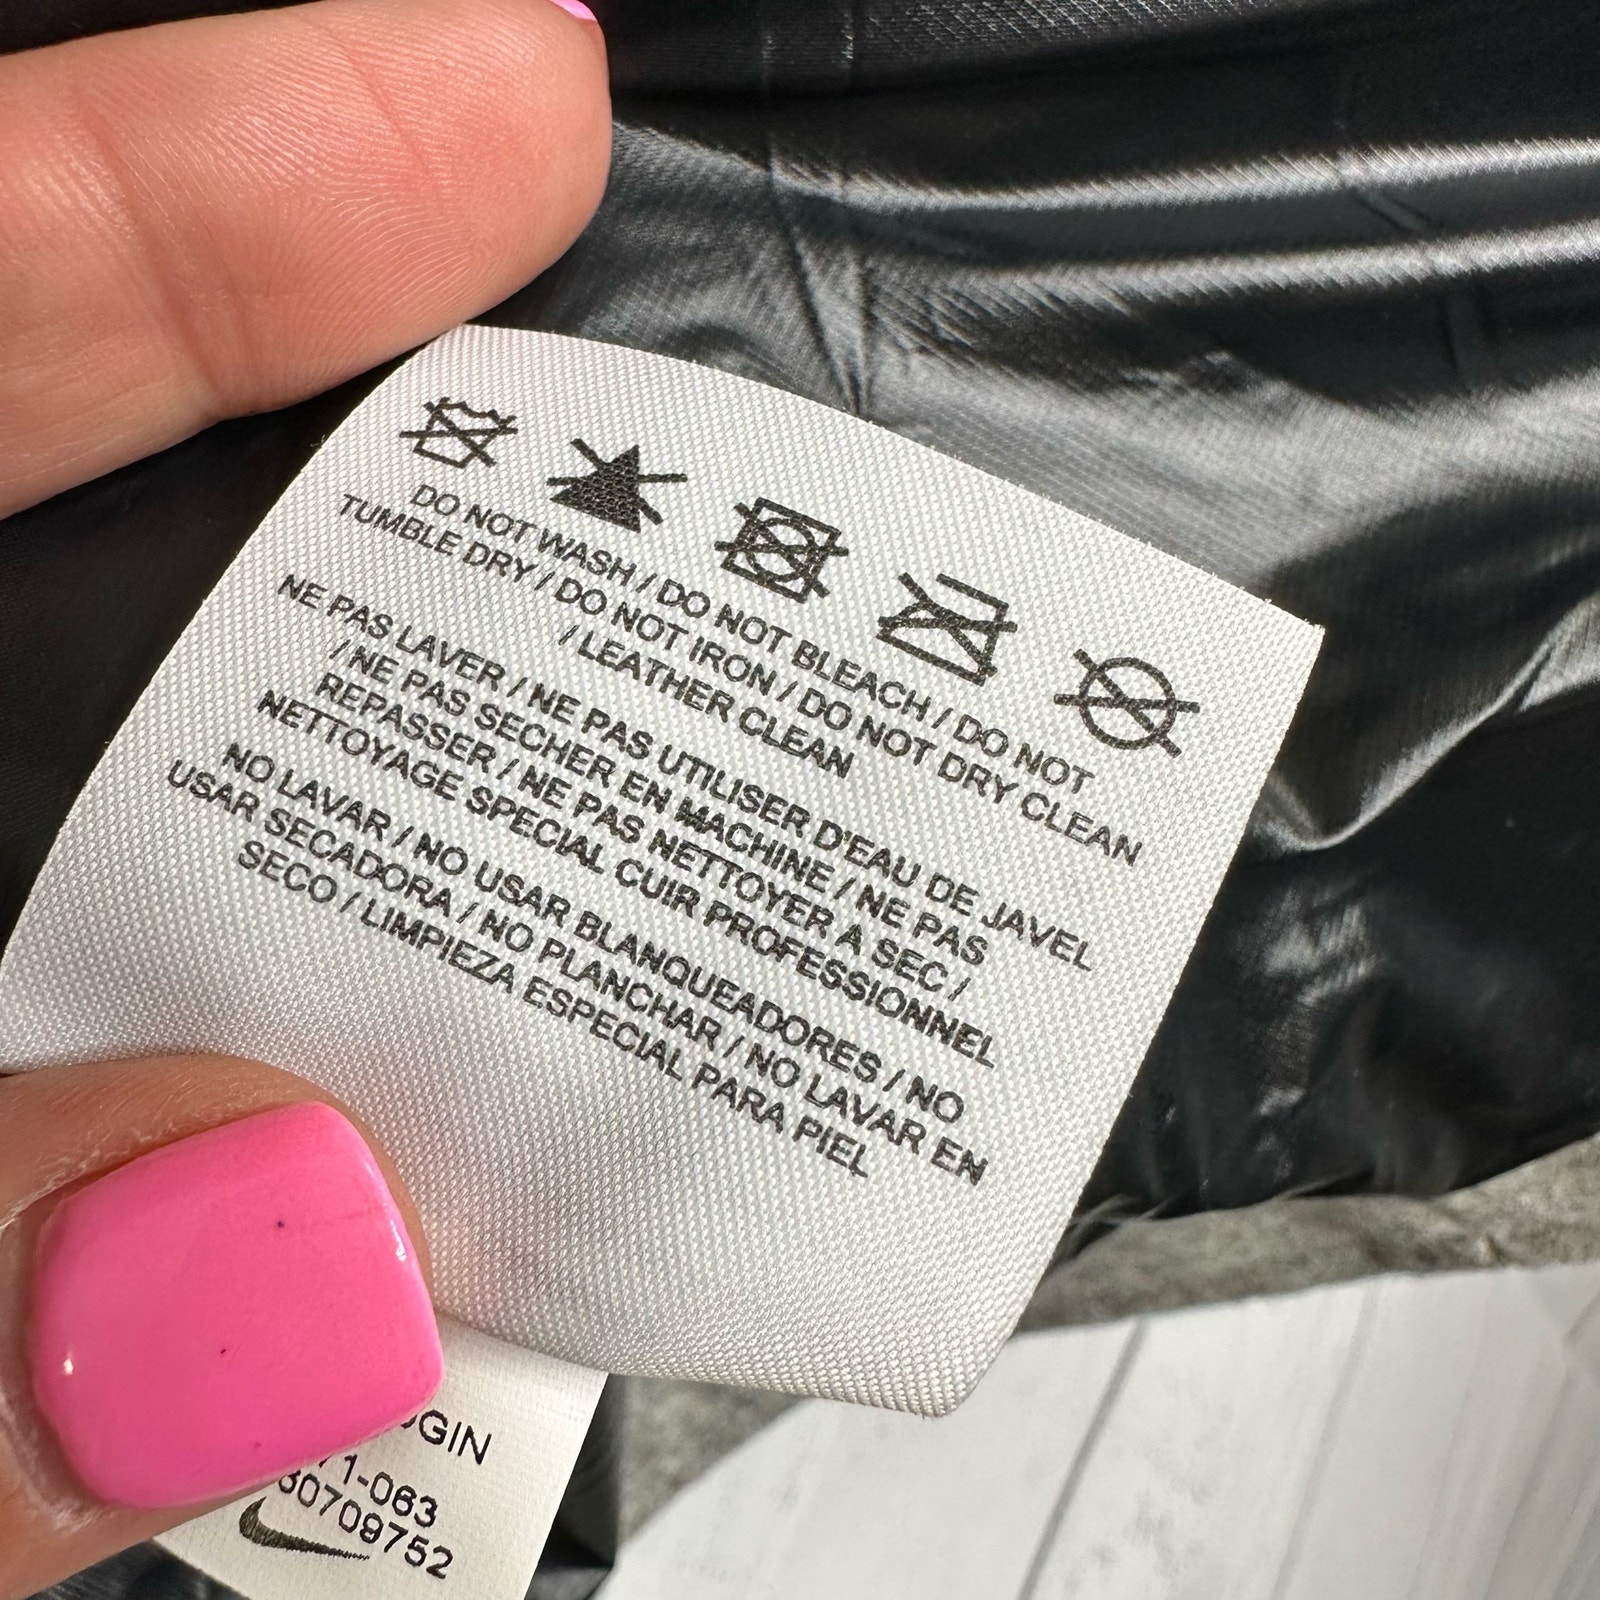 DO NOT WASH / DO NOT BLEACH / DO NOT
TUMBLE DRY / DO NOT IRON / DO NOT DRY CLEAN
/ LEATHER CLEAN
NE PAS LAVER / NE PAS UTILISER D'EAU DE JAVEL
/ NE PAS SECHER EN MACHINE / NE PAS
REPASSER / NE PAS NETTOYER À SEC /
NETTOYAGE SPECIAL CUIR PROFESSIONNEL
NO LAVAR / NO USAR BLANQUEADORES / NO
USAR SECADORA / NO PLANCHAR / NO LAVAR EN
SECO / LIMPIEZA ESPECIAL PARA PIEL
GIN
71-063
30709752